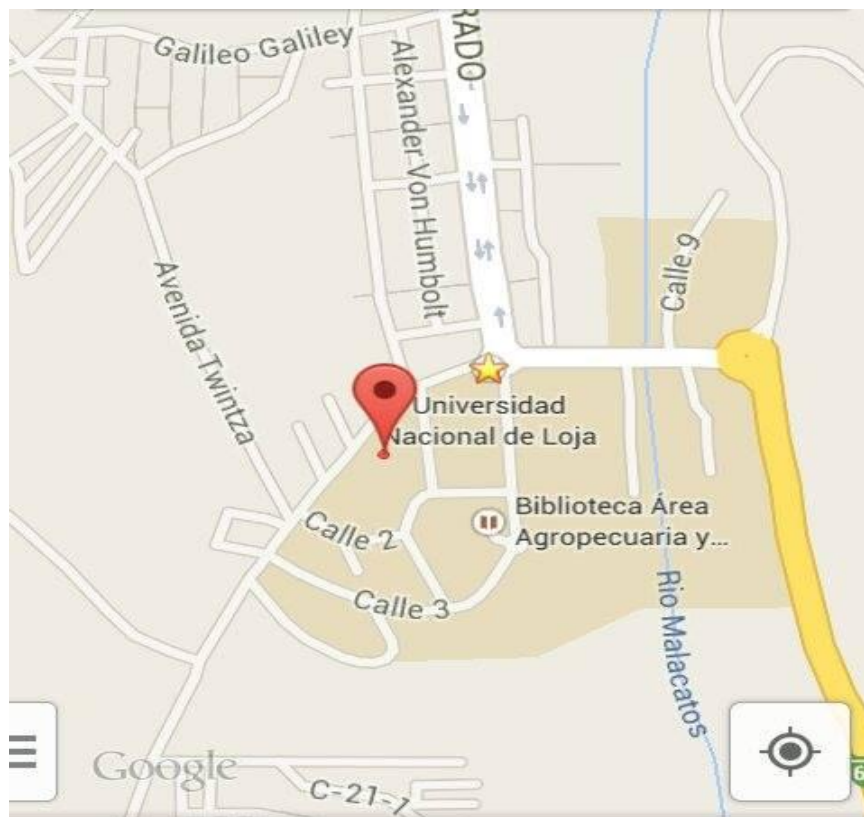 Galileo Galiley
RADO
Alexander Von Humbolt
Calle 9
Avenida Twintza
Universidad
Nacional de Loja
Biblioteca Área
Agropecuaria y...
Calle 2
Calle 3
Rio Malacatos
Google
C-21-1
6